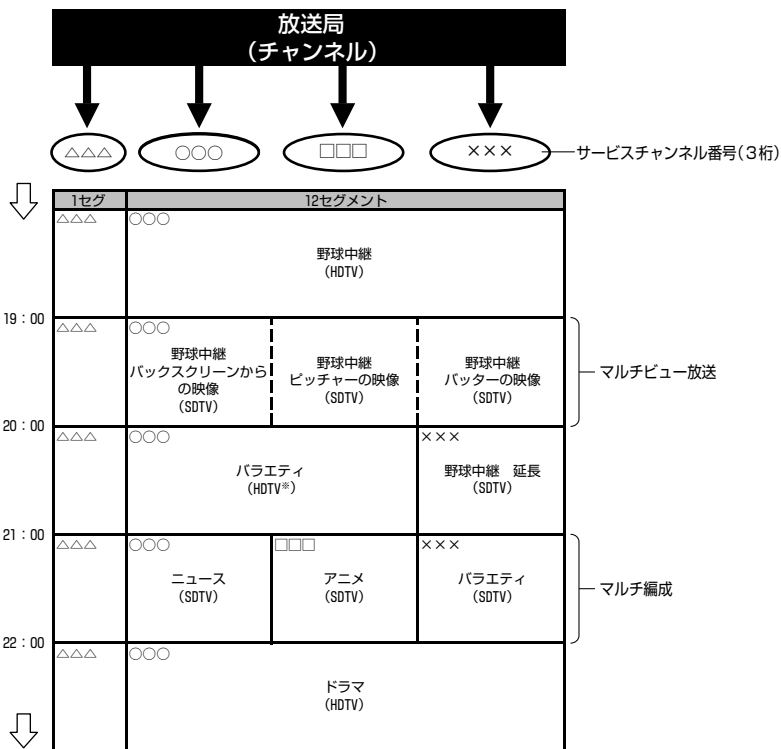 放送局
(チャンネル)
△△△
○○○
□□□
×××
サービスチャンネル番号(3桁)
1セグ
12セグメント
△△△
○○○
野球中継
(HDTV)
19:00
△△△
○○○
野球中継
バックスクリーンから
の映像
(SDTV)
野球中継
ピッチャーの映像
(SDTV)
野球中継
バッターの映像
(SDTV)
マルチビュー放送
20:00
△△△
○○○
バラエティ
(HDTV※)
×××
野球中継 延長
(SDTV)
21:00
△△△
○○○
ニュース
(SDTV)
□□□
アニメ
(SDTV)
×××
バラエティ
(SDTV)
マルチ編成
22:00
△△△
○○○
ドラマ
(HDTV)